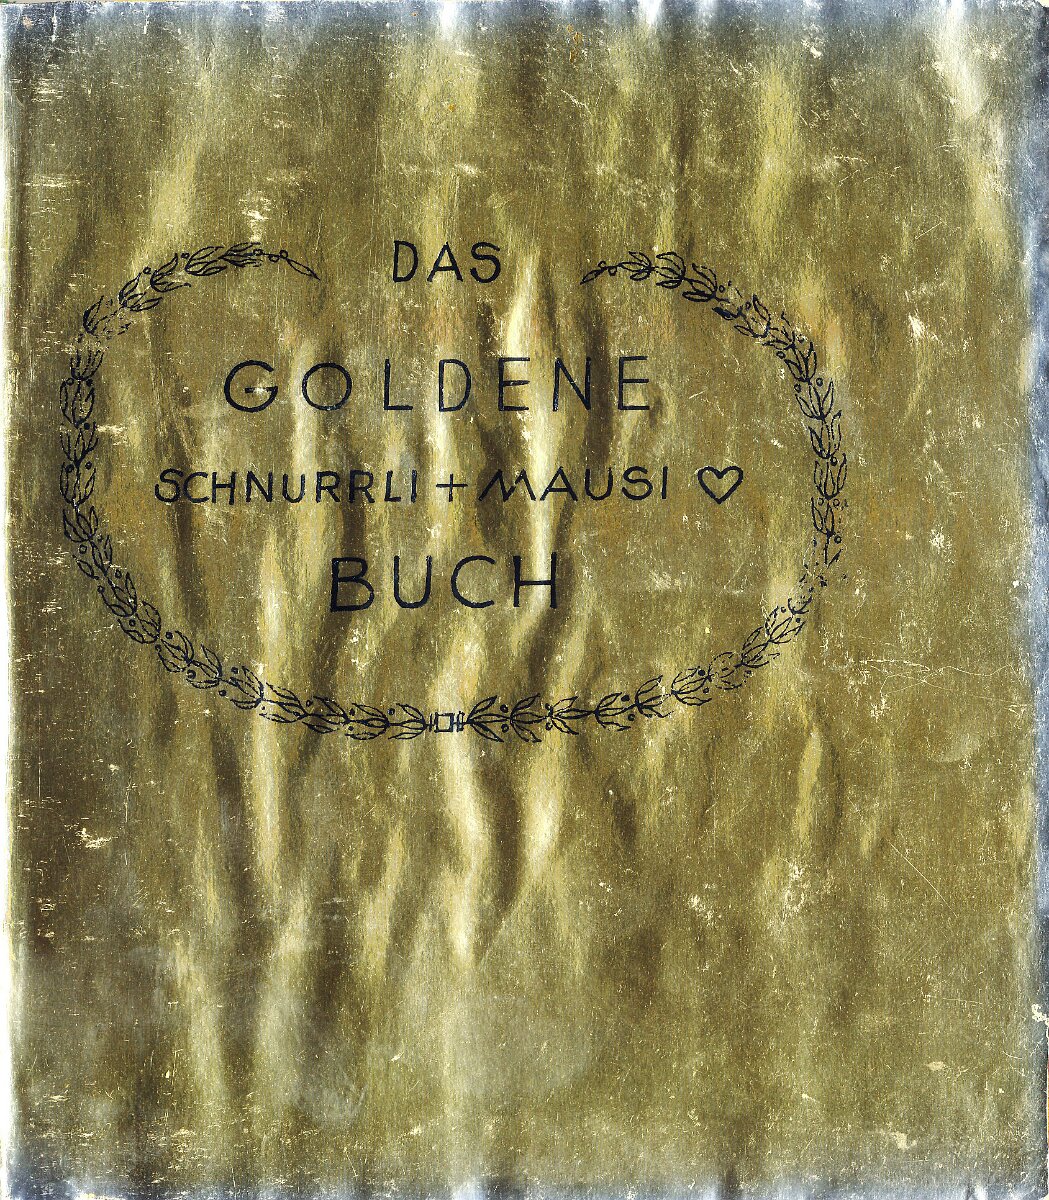 DAS
GOLDENE
SCHNURRLI + MAUSI ♡
BUCH